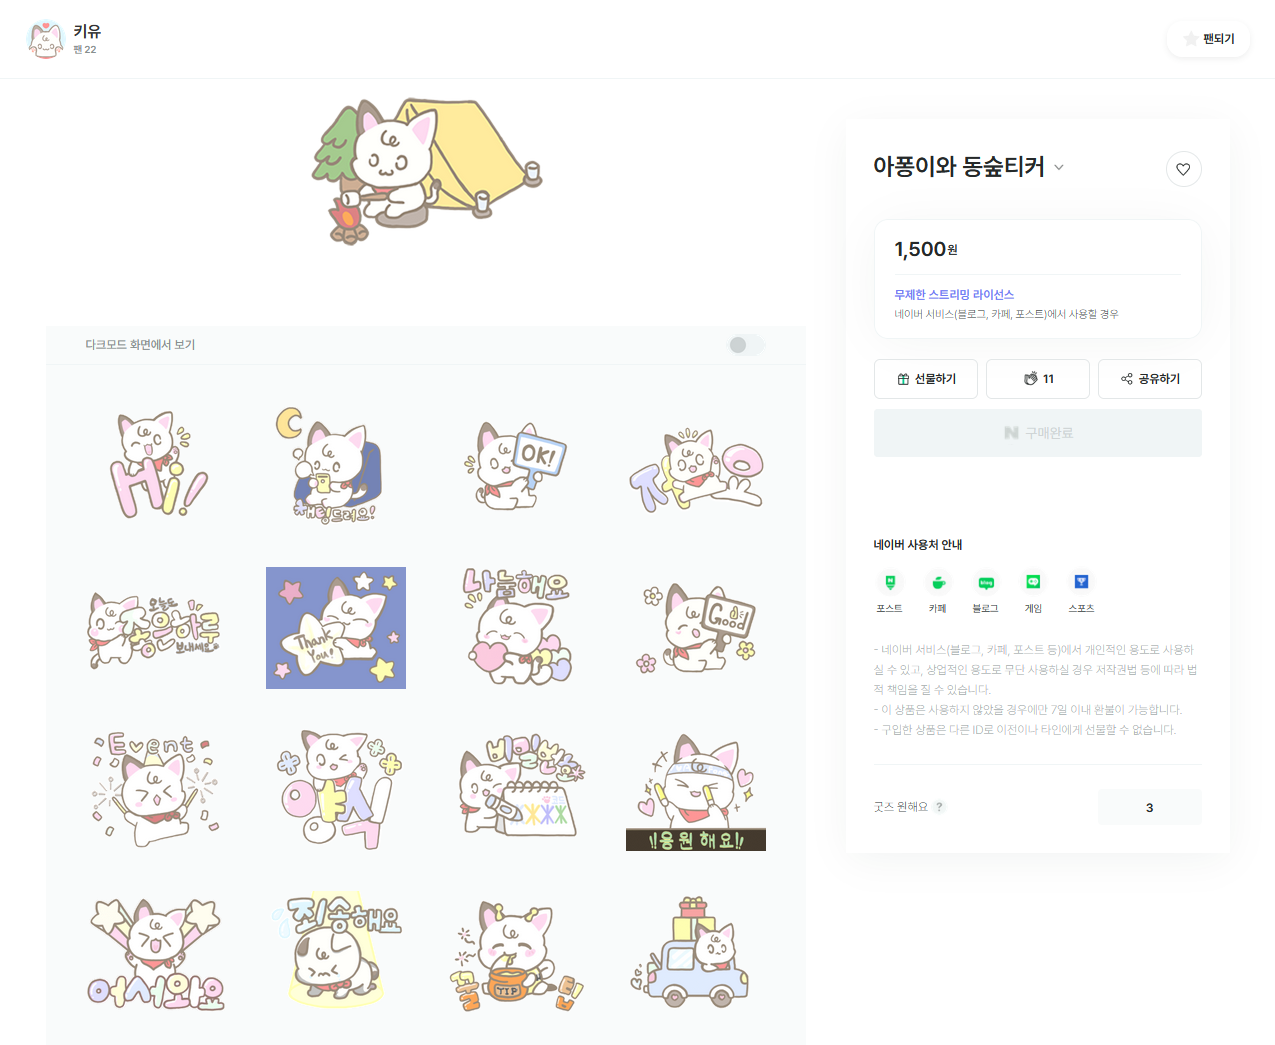 키유
팬 22
팬되기
아퐁이와 동숲티커
1,500원
무제한 스트리밍 라이선스
네이버 서비스(블로그, 카페, 포스트)에서 사용할 경우
선물하기
11
공유하기
N 구매완료
네이버 사용처 안내
포스트
카페
블로그
게임
스포츠
- 네이버 서비스(블로그, 카페, 포스트 등)에서 개인적인 용도로 사용하
실 수 있고, 상업적인 용도로 무단 사용하실 경우 저작권법 등에 따라 법
적 책임을 질 수 있습니다.
- 이 상품은 사용하지 않았을 경우에만 7일 이내 환불이 가능합니다.
- 구입한 상품은 다른 ID로 이전이나 타인에게 선물할 수 없습니다.
굿즈 원해요 ?
3
다크모드 화면에서 보기
Hi!
채팅드려요!
OK!
오늘도
좋은하루
보내세요
Thank
You!
나눔해요
Good
Event
비밀번호
!!응원해요!!
어서와요
죄송해요
꿀팁
TIP